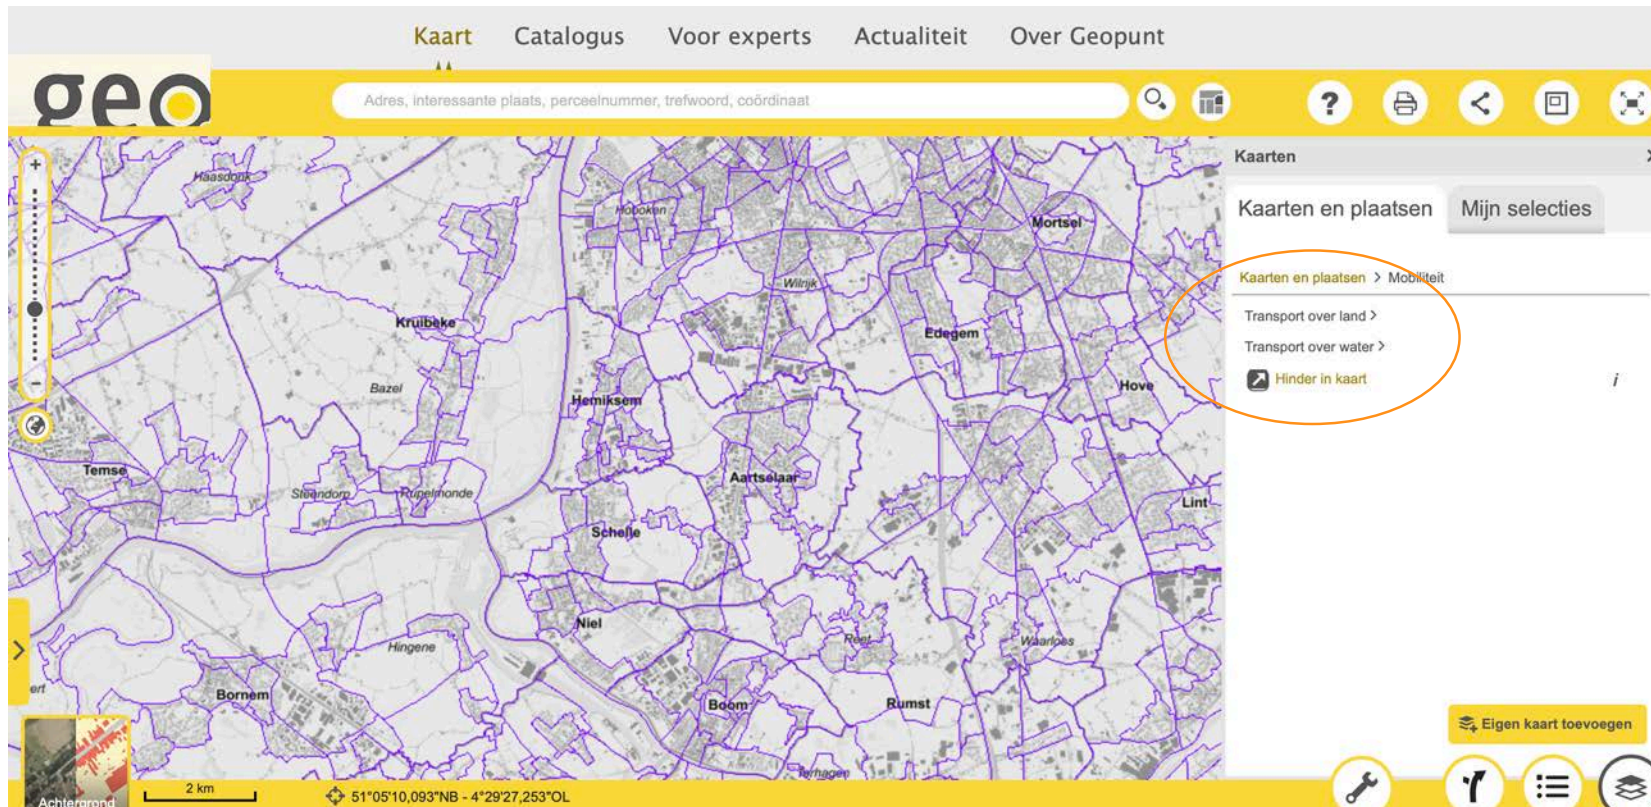 Kaart Catalogus Voor experts Actualiteit Over Geopunt
geo
Adres, interessante plaats, perceelnummer, trefwoord, coördinaat
?
Kaarten
Kaarten en plaatsen Mijn selecties
Kaarten en plaatsen > Mobiliteit
Transport over land >
Transport over water >
Hinder in kaart i
+
-
Haasdonk
Hoboken
Mortsel
Wilrijk
Kruibeke
Edegem
Bazel
Hove
Hemiksem
Temse
Aartselaar
Steendorp
Rupelmonde
Lint
Schelle
Niel
Reet
Waarloos
Hingene
Bornem
Boom
Rumst
Terhagen
Eigen kaart toevoegen
Achtergrond
2 km
51°05'10,093"NB - 4°29'27,253"OL